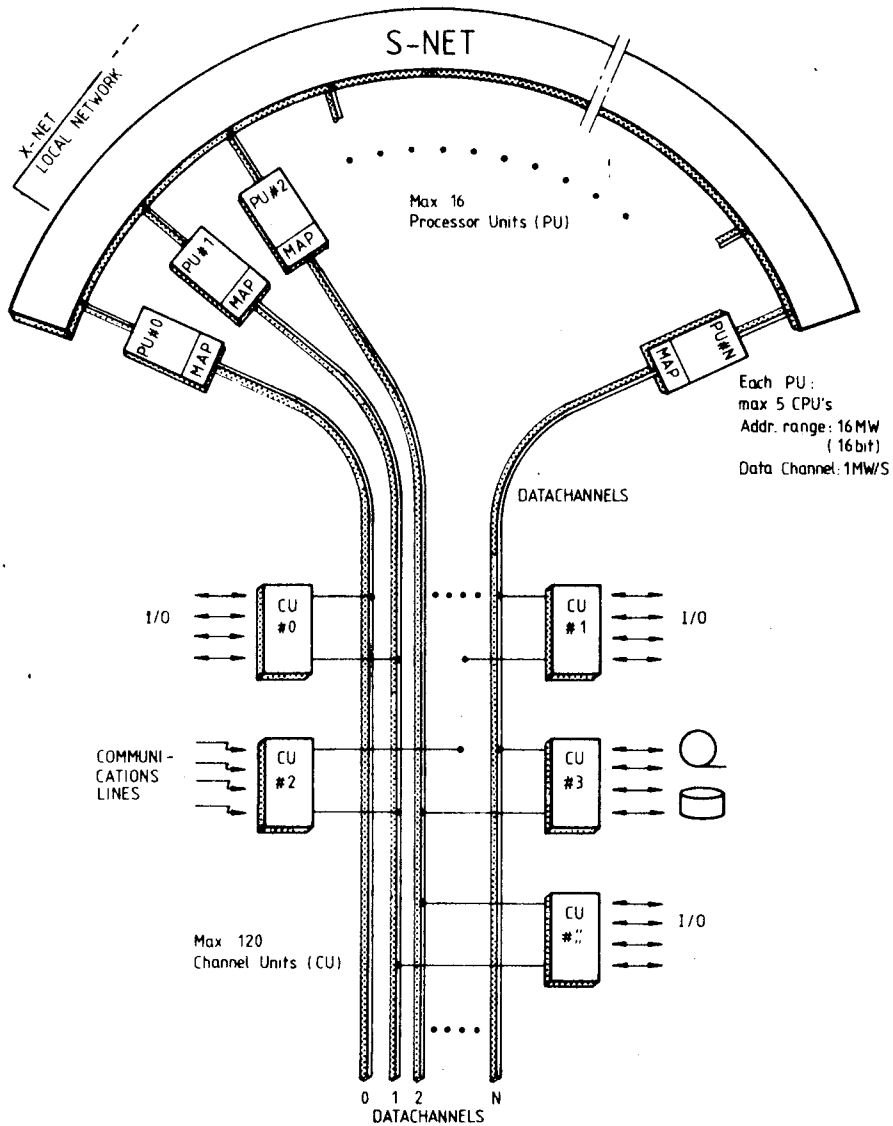 S-NET
X-NET
LOCAL NETWORK
PU#2
MAP
PU#1
MAP
PU#0
MAP
Max 16
Processor Units (PU)
PU#N
MAP
Each PU:
max 5 CPU's
Addr. range: 16MW
(16bit)
Data Channel: 1MW/S
DATACHANNELS
I/O
CU
#0
CU
#1
I/O
COMMUNI-
CATIONS
LINES
CU
#2
CU
#3
CU
I/O
Max 120
Channel Units (CU)
0 1 2 N
DATACHANNELS